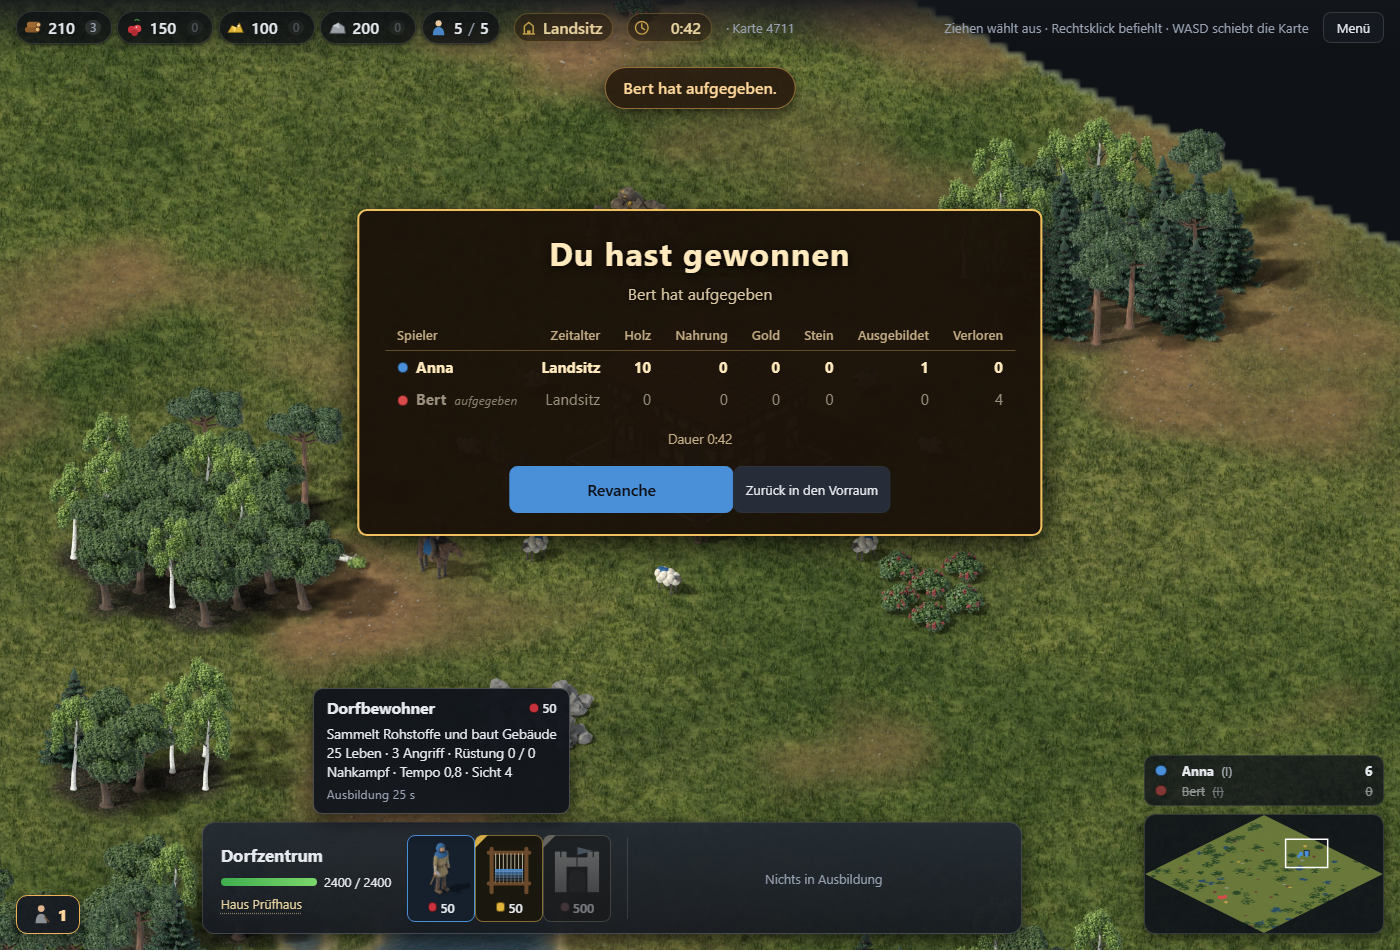 210 3 150 0 100 0 200 0 5 / 5 Landsitz 0:42 · Karte 4711 Ziehen wählt aus · Rechtsklick befiehlt · WASD schiebt die Karte Menü
Bert hat aufgegeben.
Du hast gewonnen
Bert hat aufgegeben
Spieler Zeitalter Holz Nahrung Gold Stein Ausgebildet Verloren
Anna Landsitz 10 0 0 0 1 0
Bert aufgegeben Landsitz 0 0 0 0 0 4
Dauer 0:42
Revanche Zurück in den Vorraum
Dorfbewohner 50
Sammelt Rohstoffe und baut Gebäude
25 Leben · 3 Angriff · Rüstung 0 / 0
Nahkampf · Tempo 0,8 · Sicht 4
Ausbildung 25 s
Anna (I) 6
Bert (I) 0
Dorfzentrum
2400 / 2400
Haus Prüfhaus
50 50 500
Nichts in Ausbildung
1